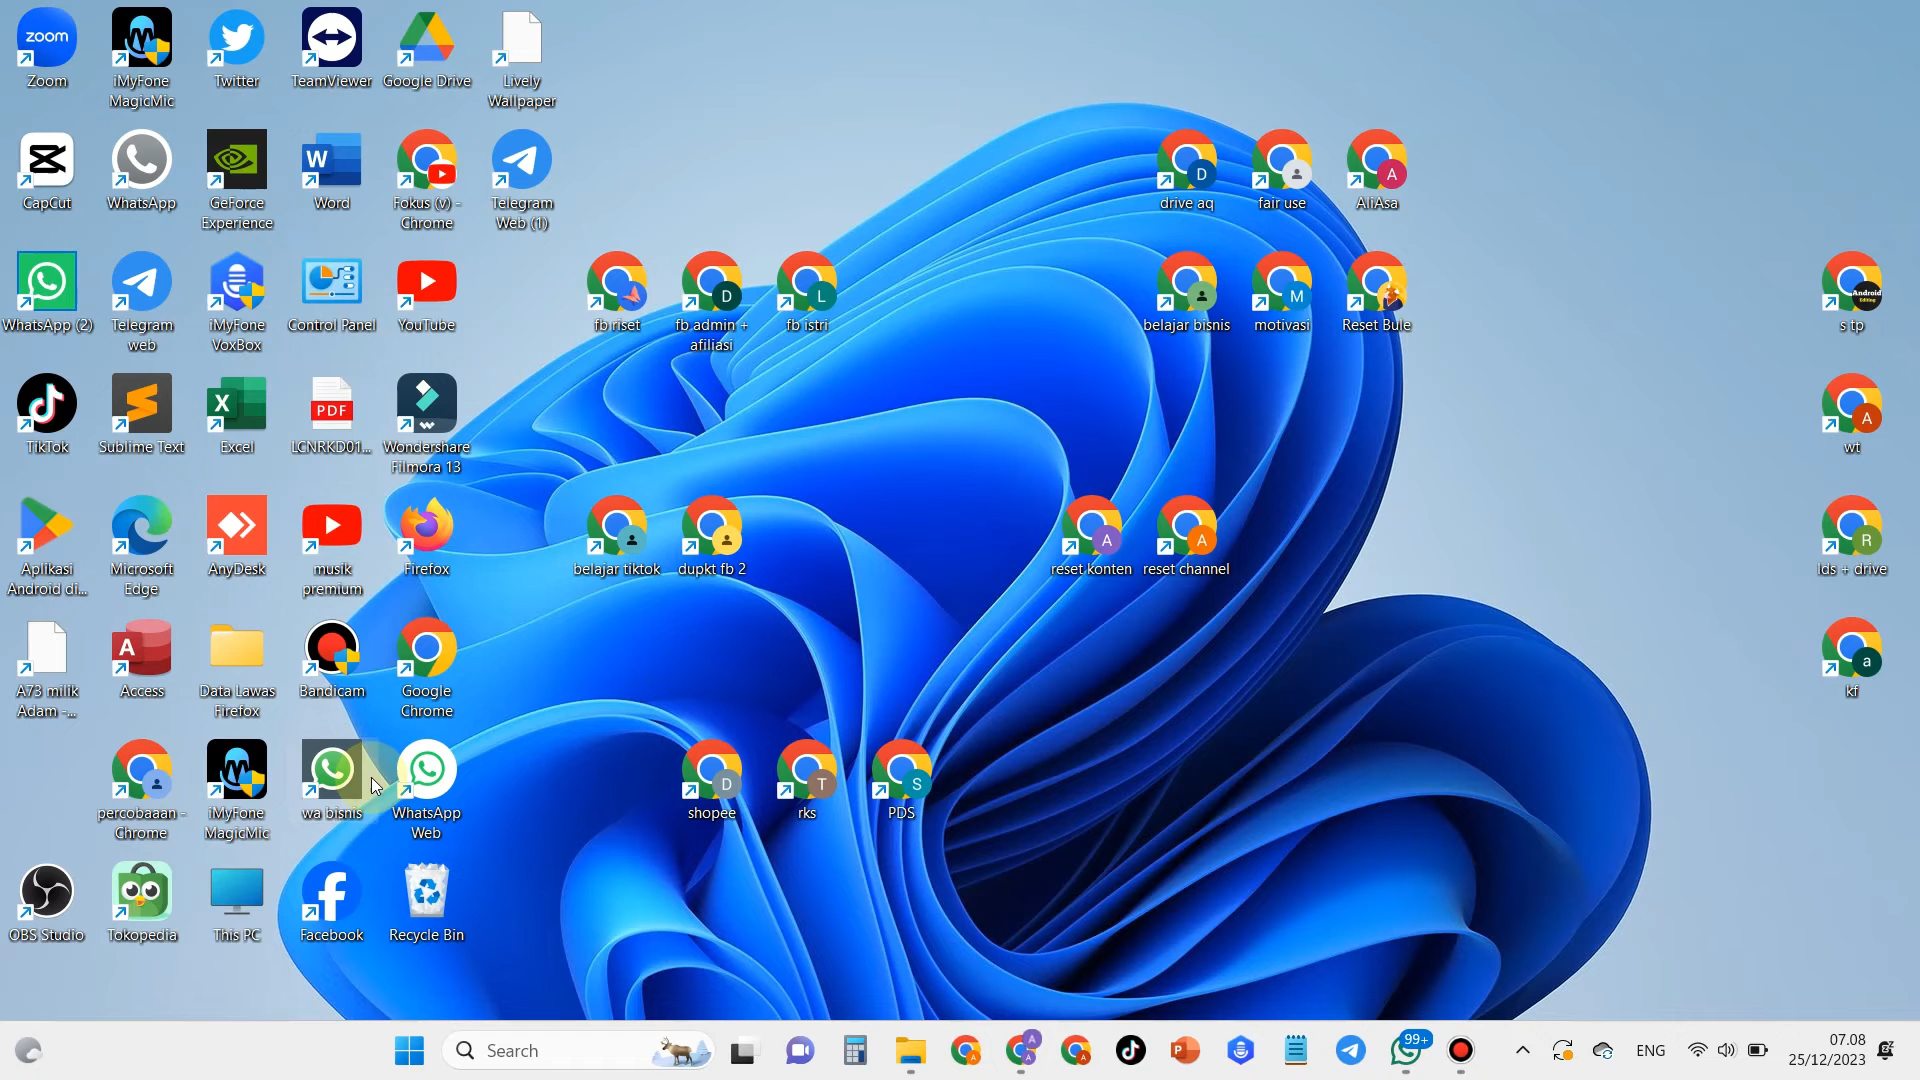 zoom
Zoom
iMyFone
MagicMic
Twitter
TeamViewer
Google Drive
Lively
Wallpaper
CapCut
WhatsApp
GeForce
Experience
W
Word
Fokus (v) -
Chrome
Telegram
Web (1)
D
drive aq
fair use
A
AliAsa
WhatsApp (2)
Telegram
web
iMyFone
VoxBox
Control Panel
YouTube
fb riset
D
fb admin +
afiliasi
L
fb istri
belajar bisnis
M
motivasi
Reset Bule
Android
Editing
s tp
TikTok
Sublime Text
X
Excel
PDF
LCNRKD01...
Wondershare
Filmora 13
A
wt
Aplikasi
Android di...
Microsoft
Edge
AnyDesk
musik
premium
Firefox
belajar tiktok
dupkt fb 2
A
reset konten
A
reset channel
R
lds + drive
A73 milik
Adam -...
A
Access
Data Lawas
Firefox
Bandicam
Google
Chrome
a
kf
percobaaan -
Chrome
iMyFone
MagicMic
wa bisnis
WhatsApp
Web
D
shopee
T
rks
S
PDS
OBS Studio
Tokopedia
This PC
Facebook
Recycle Bin
Search
A
A
A
P
99+
ENG
07.08
25/12/2023